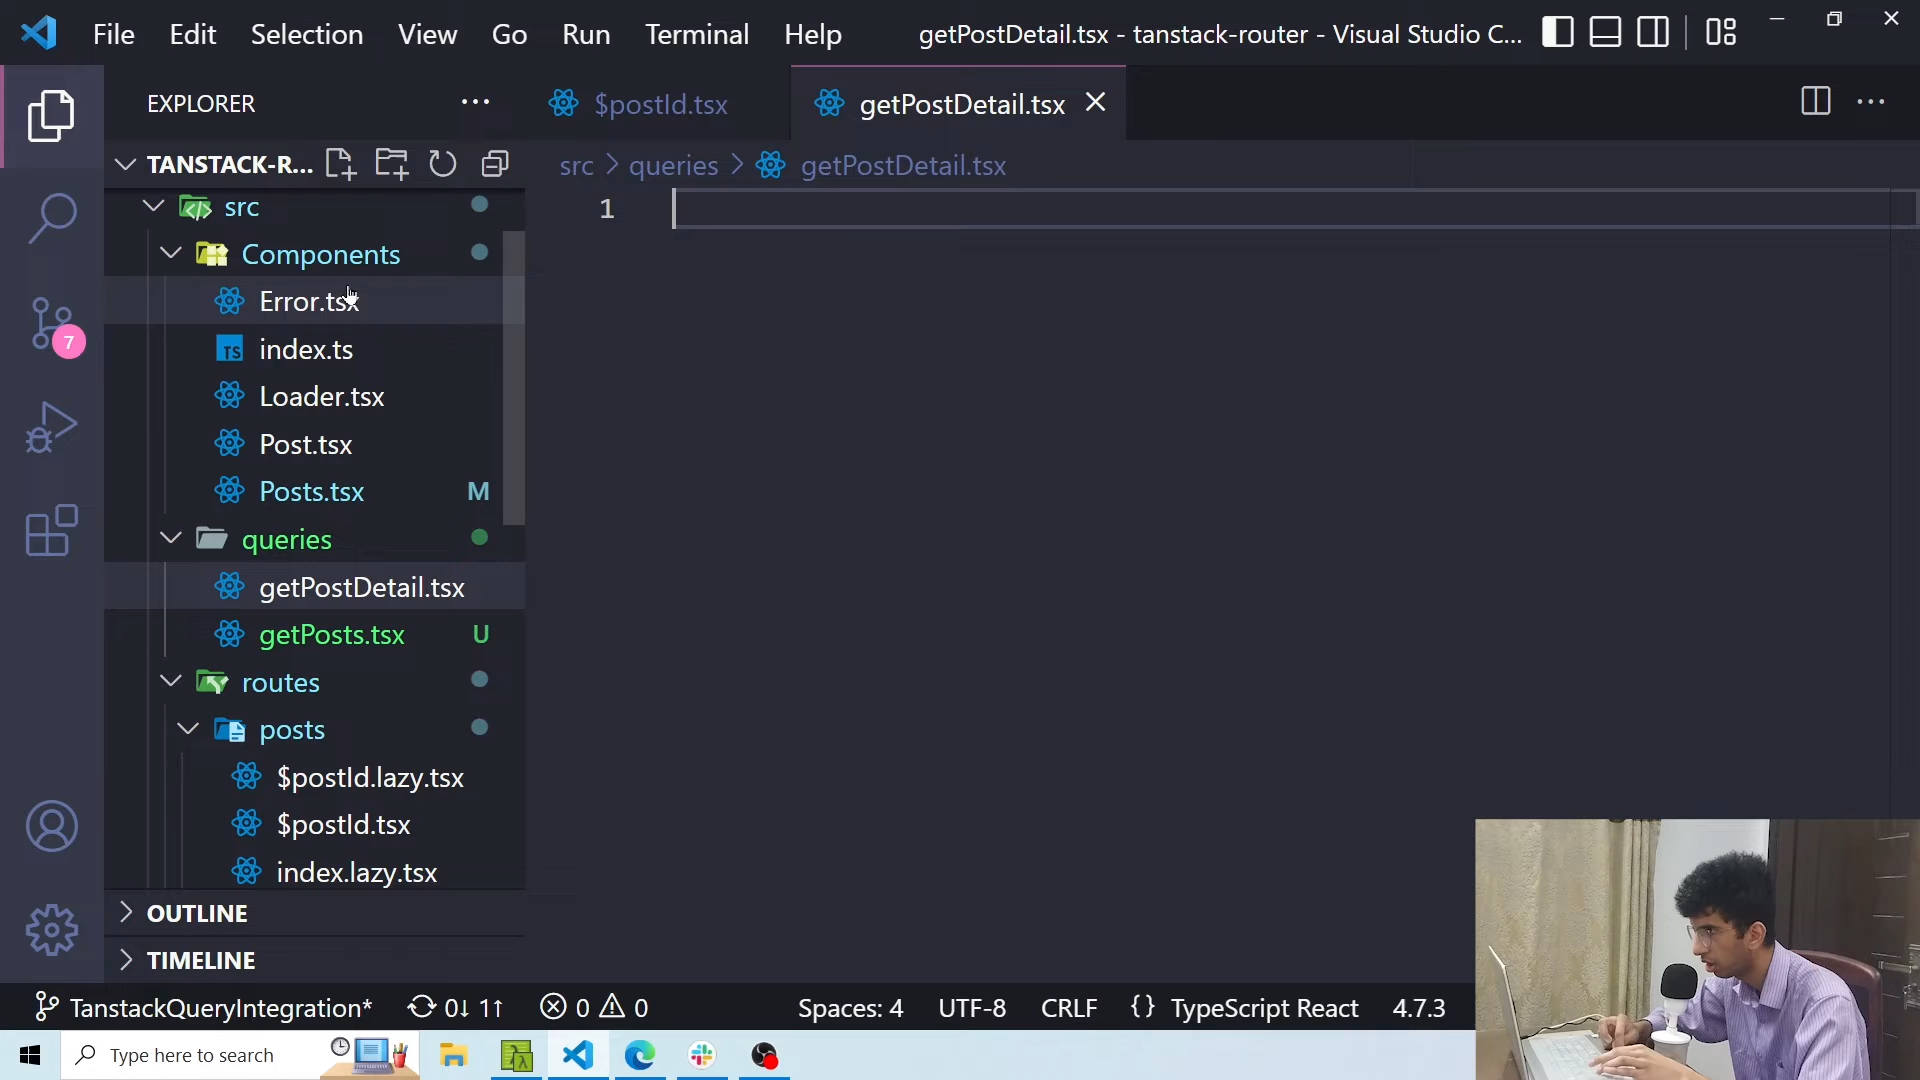 File Edit Selection View Go Run Terminal Help getPostDetail.tsx - tanstack-router - Visual Studio C...
EXPLORER
$postId.tsx
getPostDetail.tsx
TANSTACK-R...
src > queries > getPostDetail.tsx
1
src
Components
Error.tsx
TS index.ts
Loader.tsx
Post.tsx
Posts.tsx M
queries
getPostDetail.tsx
getPosts.tsx U
routes
posts
$postId.lazy.tsx
$postId.tsx
index.lazy.tsx
7
OUTLINE
TIMELINE
TanstackQueryIntegration* 0↓ 1↑ 0 0 Spaces: 4 UTF-8 CRLF {} TypeScript React 4.7.3
Type here to search